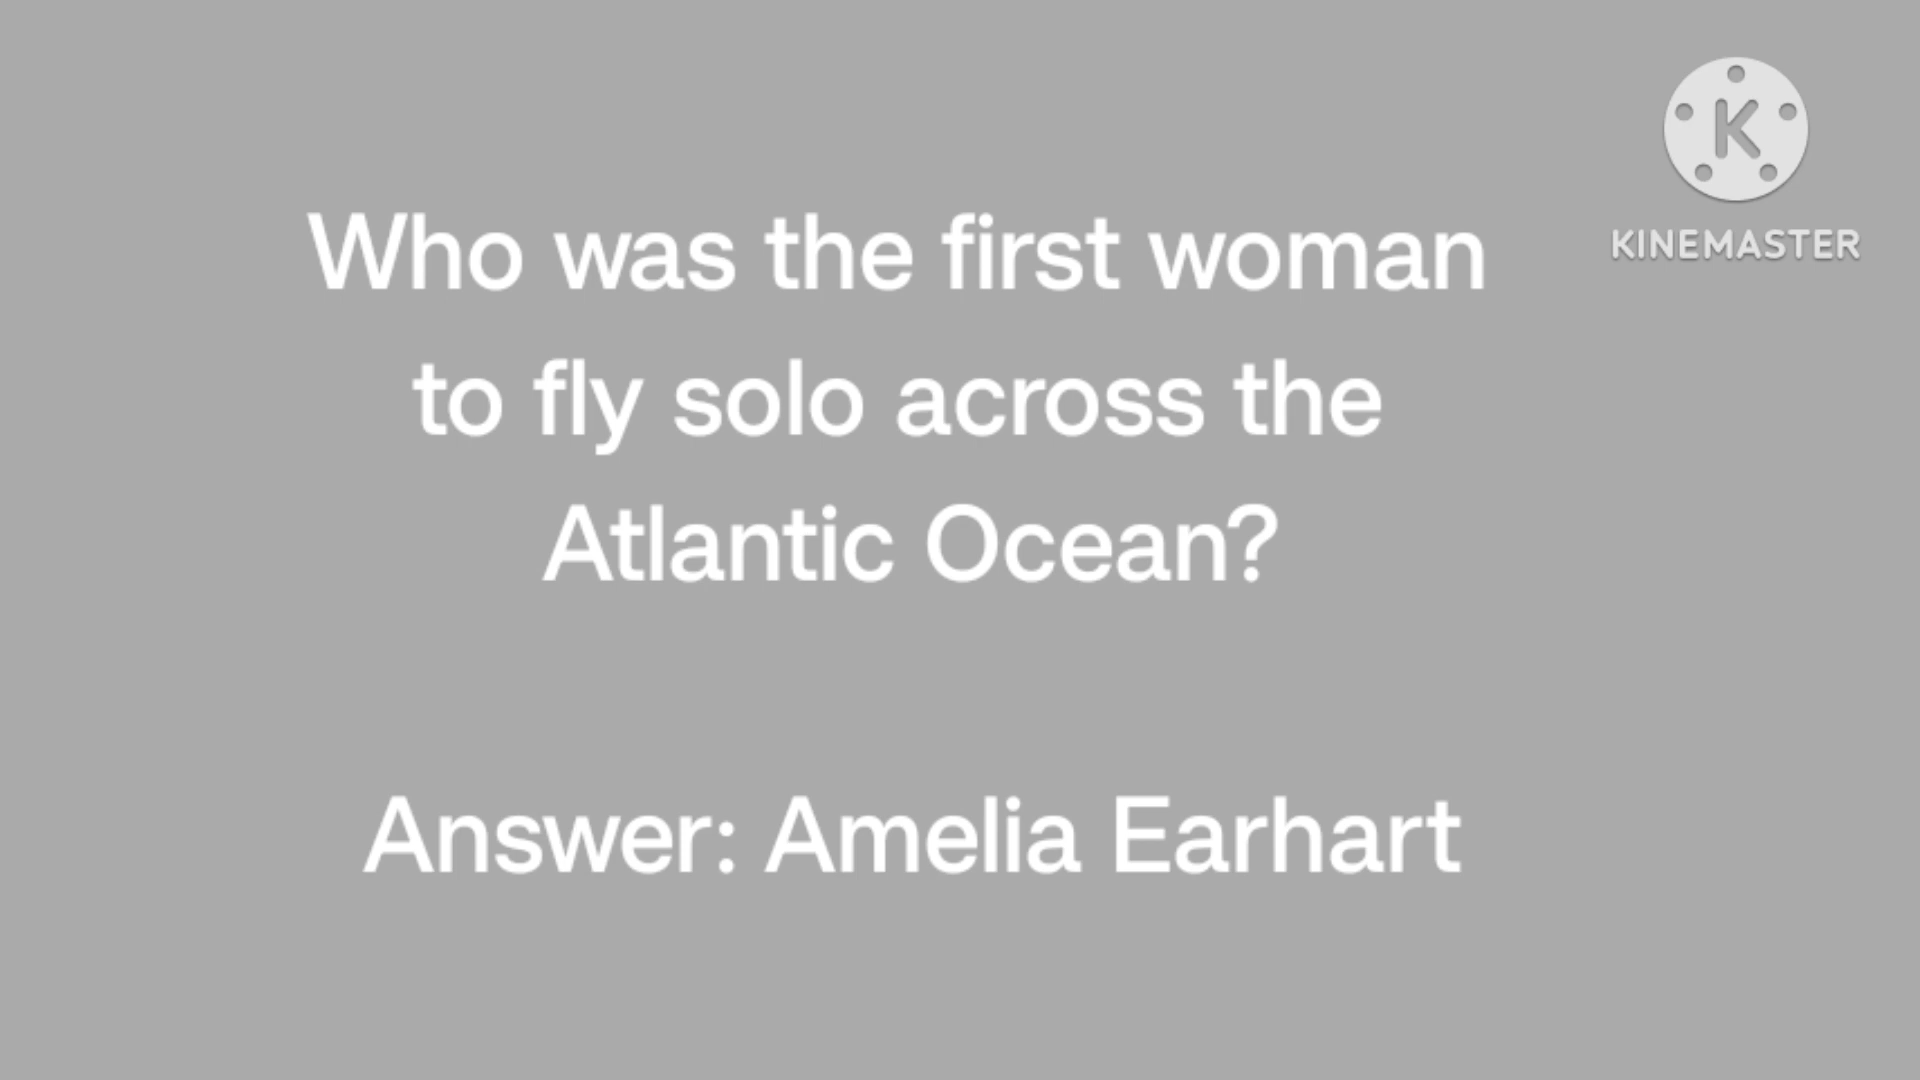 K
KINEMASTER
Who was the first woman
to fly solo across the
Atlantic Ocean?
Answer: Amelia Earhart